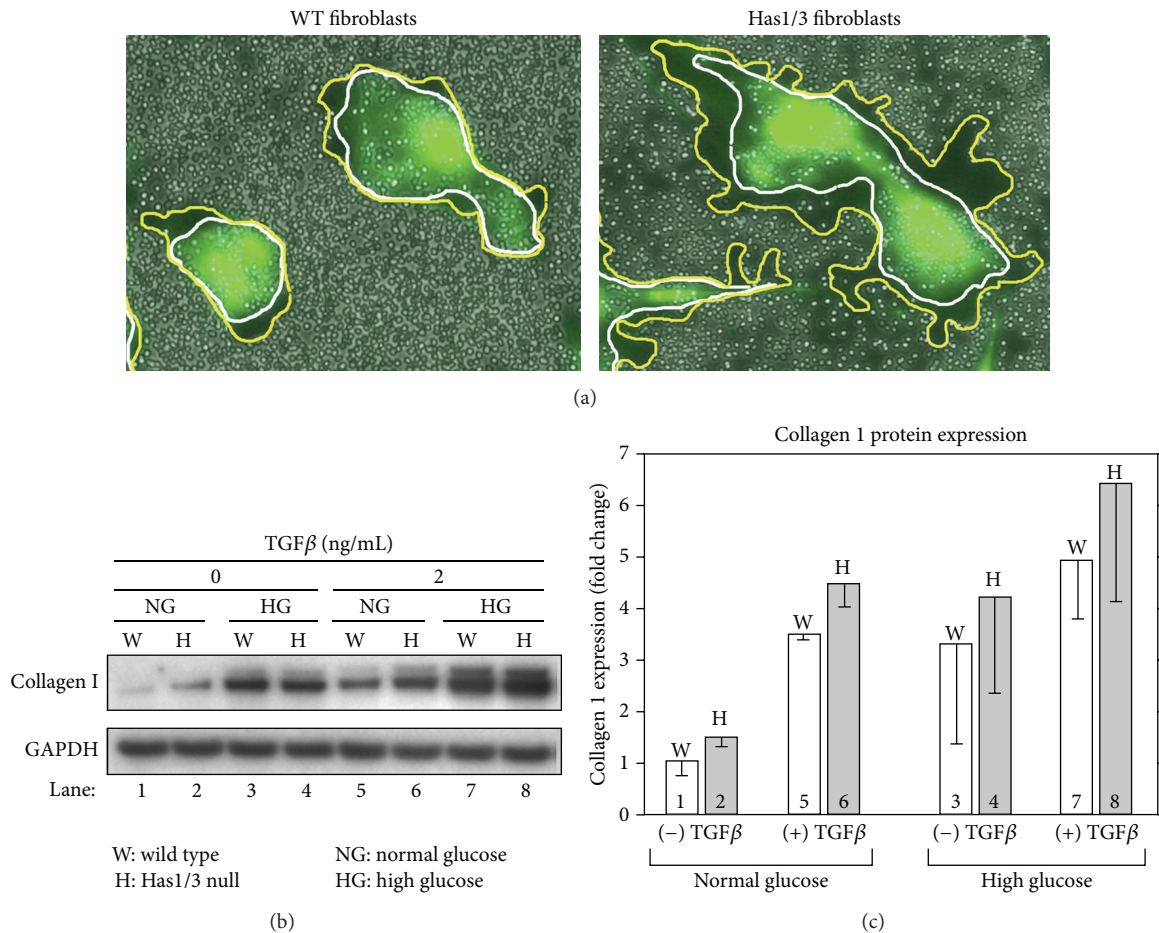 WT fibroblasts
Has1/3 fibroblasts
(a)
TGFβ (ng/mL)
0 2
NG HG NG HG
W H W H W H W H
Collagen I
GAPDH
Lane: 1 2 3 4 5 6 7 8
W: wild type
H: Has1/3 null
NG: normal glucose
HG: high glucose
(b)
Collagen 1 protein expression
Collagen 1 expression (fold change)
7
6
5
4
3
2
1
0
W H W H W H W H
1 2 5 6 3 4 7 8
(−) TGFβ (+) TGFβ (−) TGFβ (+) TGFβ
Normal glucose High glucose
(c)